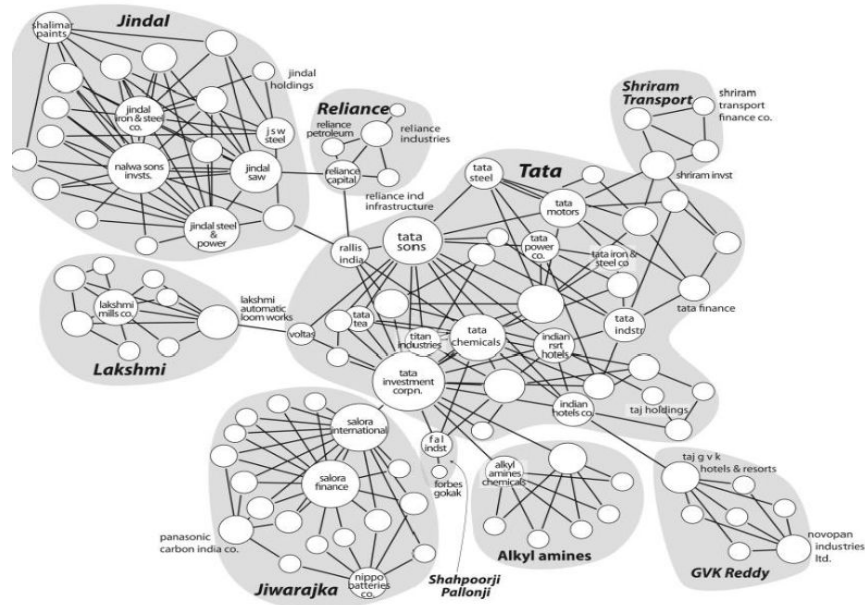 Jindal
shalimar
paints
jindal
holdings
jindal
iron & steel
co.
j s w
steel
nalwa sons
invsts.
jindal
saw
jindal steel
&
power
Reliance
reliance
petroleum
reliance
industries
reliance
capital
reliance ind
infrastructure
Shriram
Transport
shriram
transport
finance co.
shriram invst
Tata
tata
steel
tata
motors
tata
sons
rallis
india
tata
power
co.
tata iron &
steel co
tata finance
tata
indstr
tata
tea
voltas
titan
industries
tata
chemicals
indian
rsrt
hotels
tata
investment
corpn.
indian
hotels co.
taj holdings
lakshmi
automatic
loom works
lakshmi
mills co.
Lakshmi
salora
international
salora
finance
panasonic
carbon india co.
nippo
batteries
co.
Jiwarajka
f a l
indst
forbes
gokak
Shahpoorji
Pallonji
alkyl
amines
chemicals
Alkyl amines
taj g v k
hotels & resorts
novopan
industries
ltd.
GVK Reddy